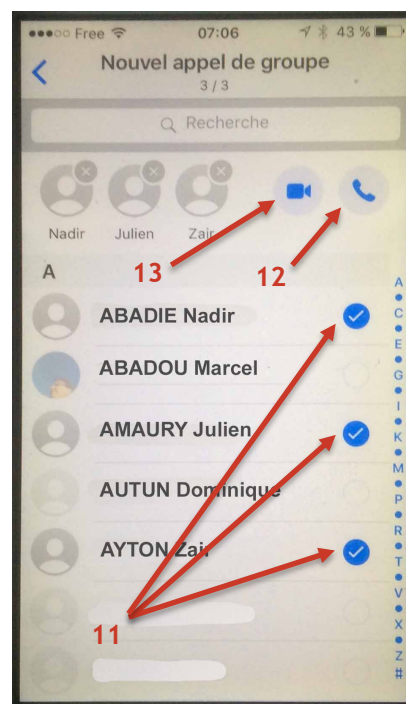 Free 07:06 43 %
Nouvel appel de groupe
3 / 3
Recherche
Nadir Julien Zair
13 12
A
ABADIE Nadir
ABADOU Marcel
AMAURY Julien
AUTUN Dominique
AYTON Zair
11
A
C
E
G
I
K
M
P
R
T
V
X
Z
#